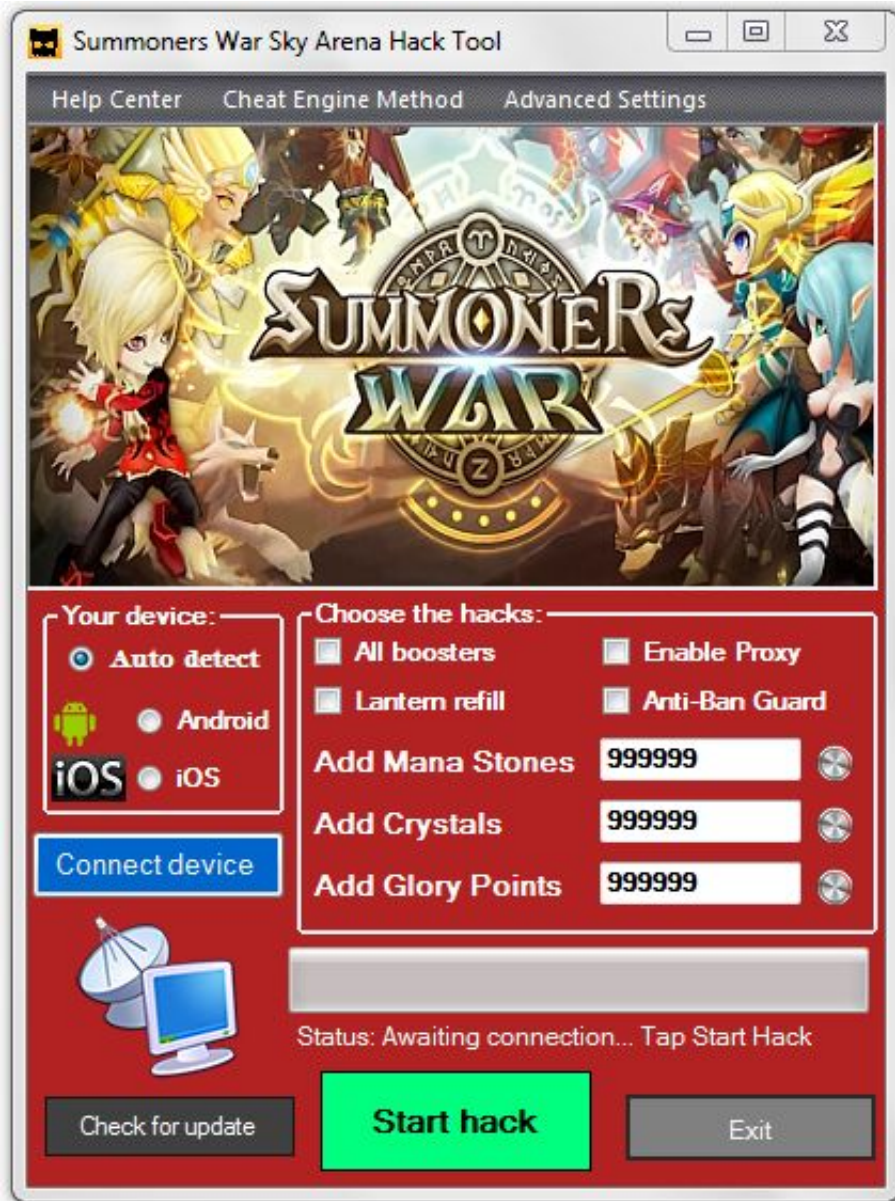 Summoners War Sky Arena Hack Tool
Help Center Cheat Engine Method Advanced Settings
SUMMONERS
WAR
Your device:
Auto detect
Android
iOS iOS
Connect device
Choose the hacks:
All boosters Enable Proxy
Lantern refill Anti-Ban Guard
Add Mana Stones 999999
Add Crystals 999999
Add Glory Points 999999
Status: Awaiting connection... Tap Start Hack
Check for update Start hack Exit